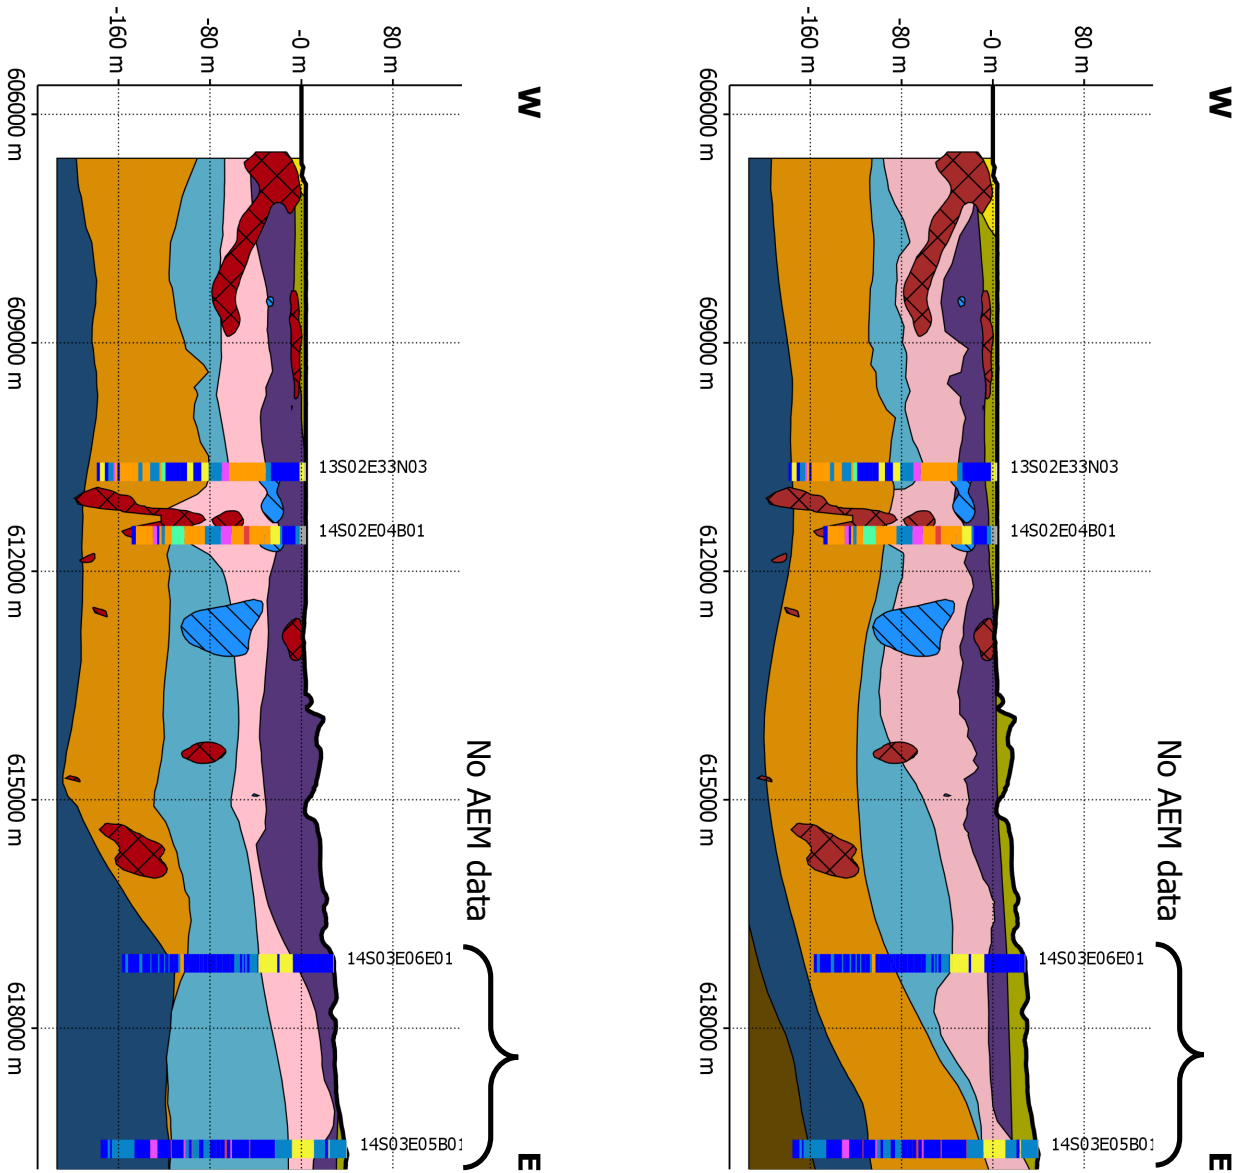 W
80 m
-0 m
-80 m
-160 m
606000 m
609000 m
612000 m
615000 m
618000 m
13S02E33N03
14S02E04B01
14S03E06E01
14S03E05B01
No AEM data
E
W
80 m
-0 m
-80 m
-160 m
606000 m
609000 m
612000 m
615000 m
618000 m
13S02E33N03
14S02E04B01
14S03E06E01
14S03E05B01
No AEM data
E